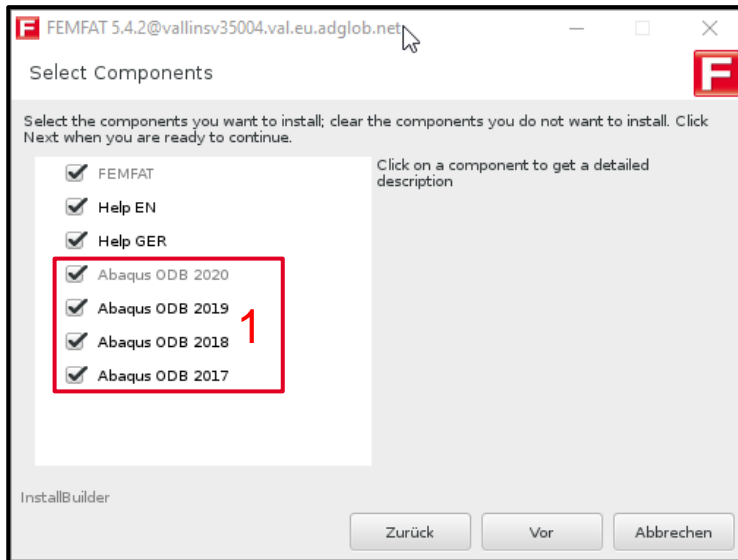 FEMFAT 5.4.2@vallinsv35004.val.eu.adglob.net
Select Components
F
Select the components you want to install; clear the components you do not want to install. Click
Next when you are ready to continue.
FEMFAT
Click on a component to get a detailed
description
Help EN
Help GER
Abaqus ODB 2020
Abaqus ODB 2019
1
Abaqus ODB 2018
Abaqus ODB 2017
InstallBuilder
Zurück
Vor
Abbrechen